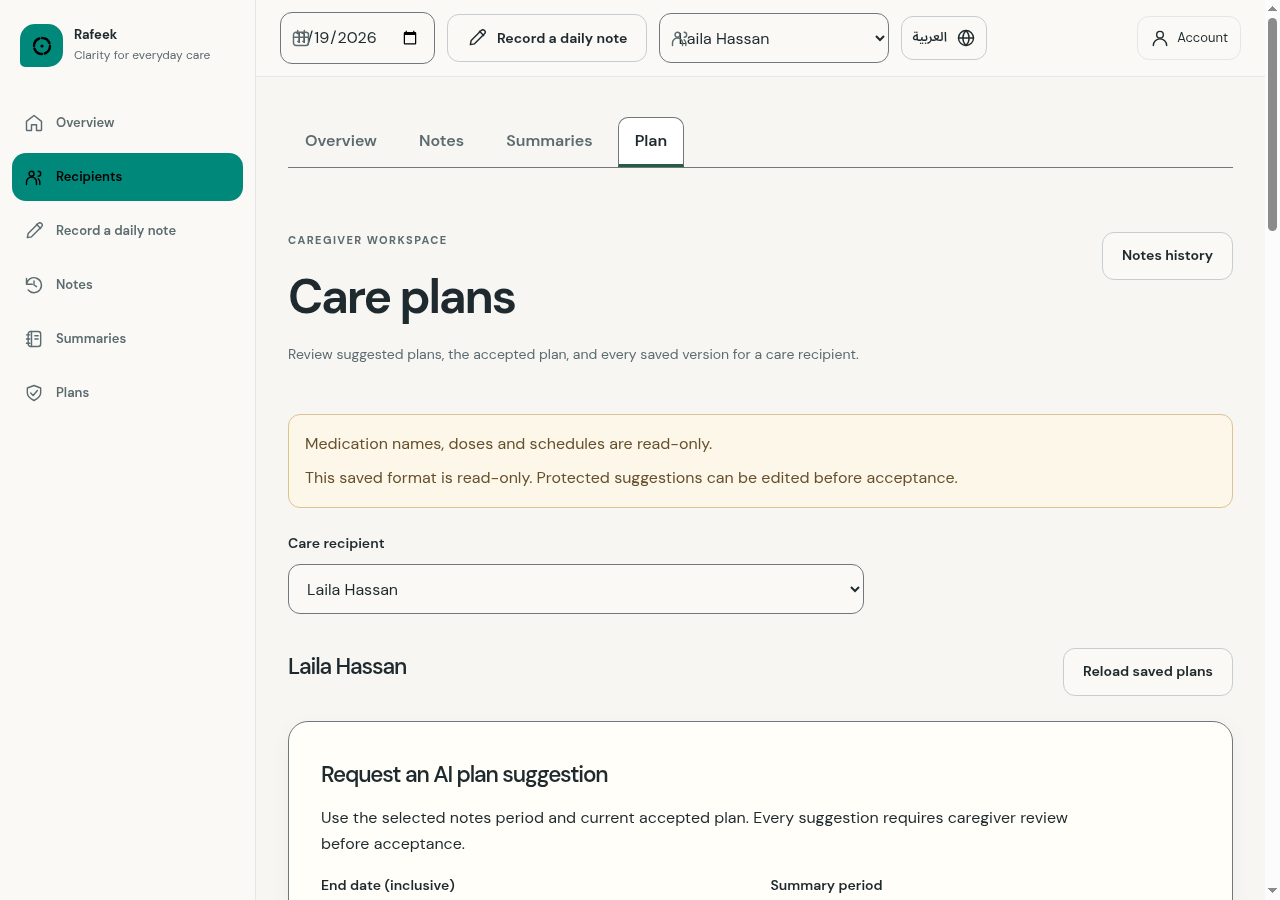 Rafeek
Clarity for everyday care
Overview
Recipients
Record a daily note
Notes
Summaries
Plans
/19/2026
Record a daily note
Laila Hassan
العربية
Account
Overview
Notes
Summaries
Plan
CAREGIVER WORKSPACE
Notes history
Care plans
Review suggested plans, the accepted plan, and every saved version for a care recipient.
Medication names, doses and schedules are read-only.
This saved format is read-only. Protected suggestions can be edited before acceptance.
Care recipient
Laila Hassan
Laila Hassan
Reload saved plans
Request an AI plan suggestion
Use the selected notes period and current accepted plan. Every suggestion requires caregiver review
before acceptance.
End date (inclusive)
Summary period